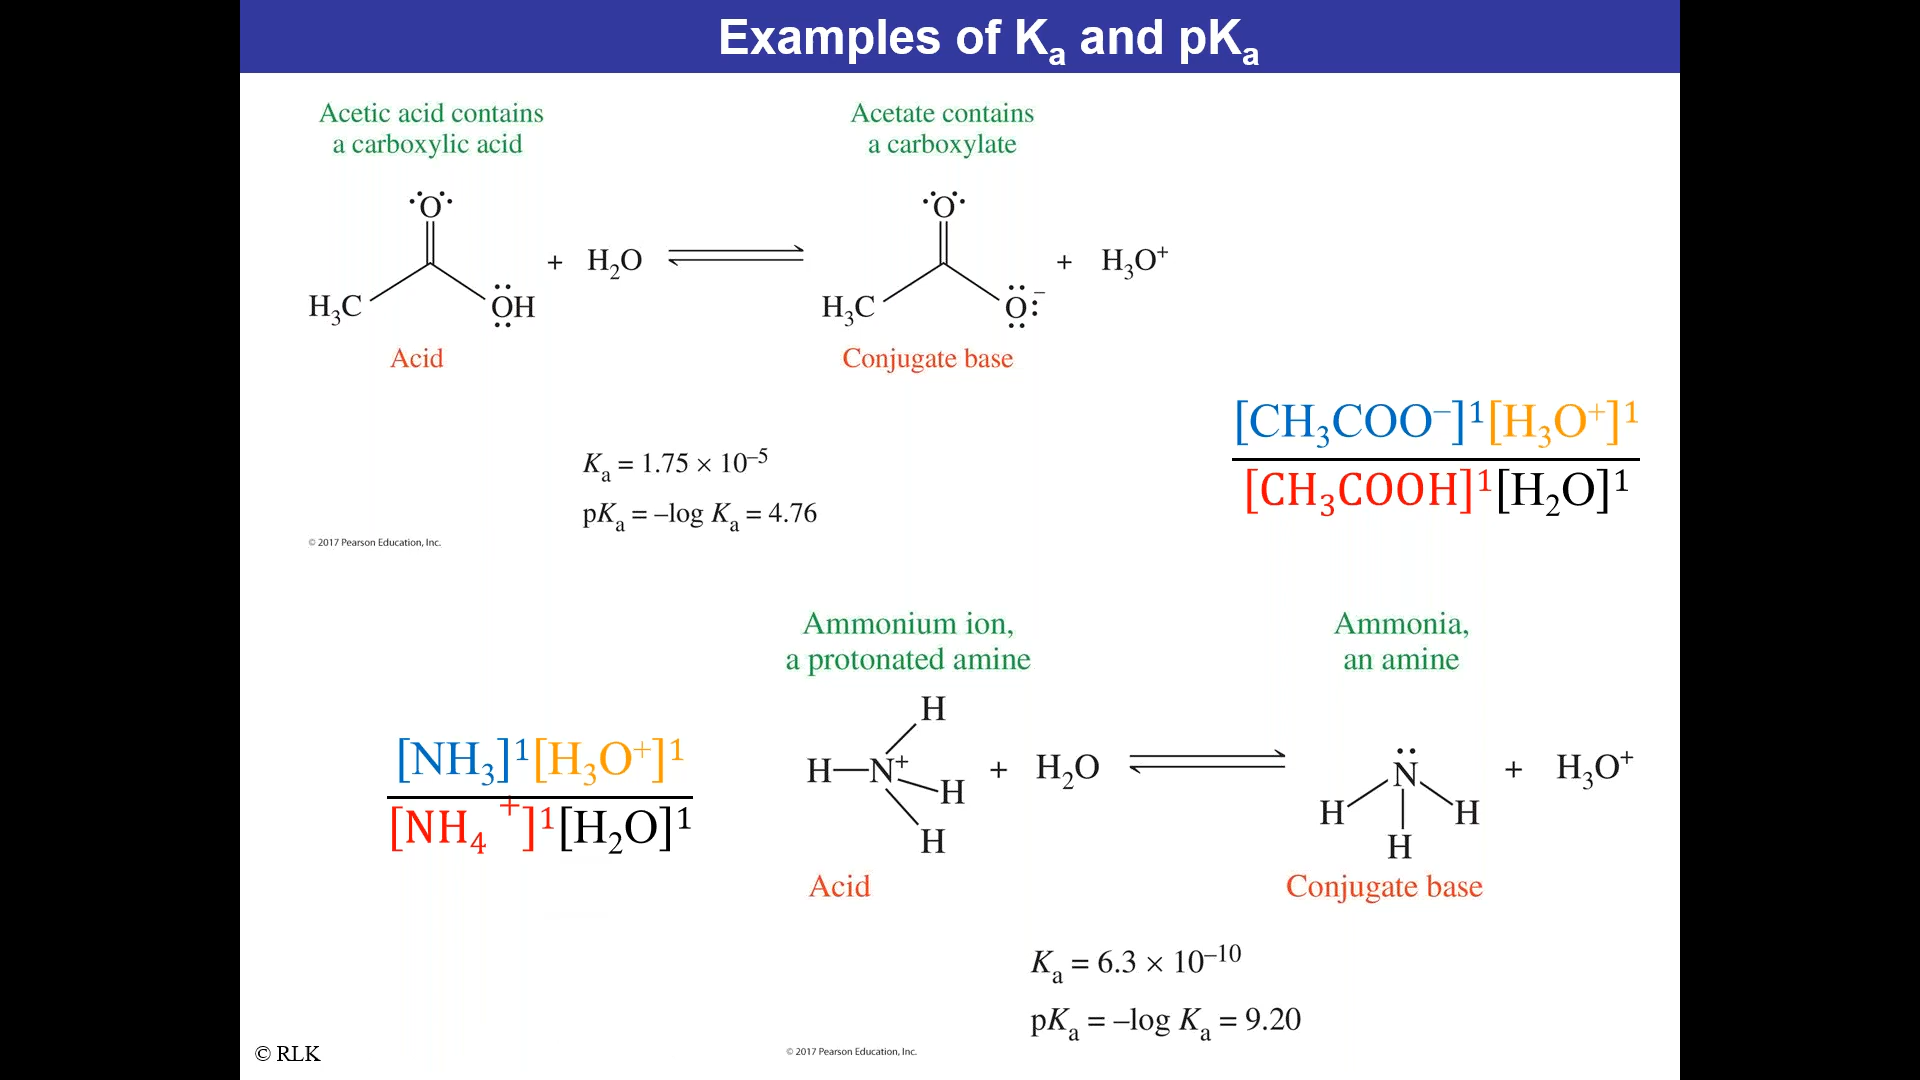 Examples of Kₐ and pKₐ
Acetic acid contains
a carboxylic acid
Acetate contains
a carboxylate
O
H₃C
OH
+ H₂O
O
H₃C
O⁻
+ H₃O⁺
Acid
Conjugate base
[CH₃COO⁻]¹[H₃O⁺]¹
[CH₃COOH]¹[H₂O]¹
Kₐ = 1.75 × 10⁻⁵
pKₐ = –log Kₐ = 4.76
© 2017 Pearson Education, Inc.
Ammonium ion,
a protonated amine
Ammonia,
an amine
[NH₃]¹[H₃O⁺]¹
[NH₄⁺]¹[H₂O]¹
H
H—N⁺
H
H
+ H₂O
N
H
H
H
+ H₃O⁺
Acid
Conjugate base
Kₐ = 6.3 × 10⁻¹⁰
pKₐ = –log Kₐ = 9.20
© 2017 Pearson Education, Inc.
© RLK